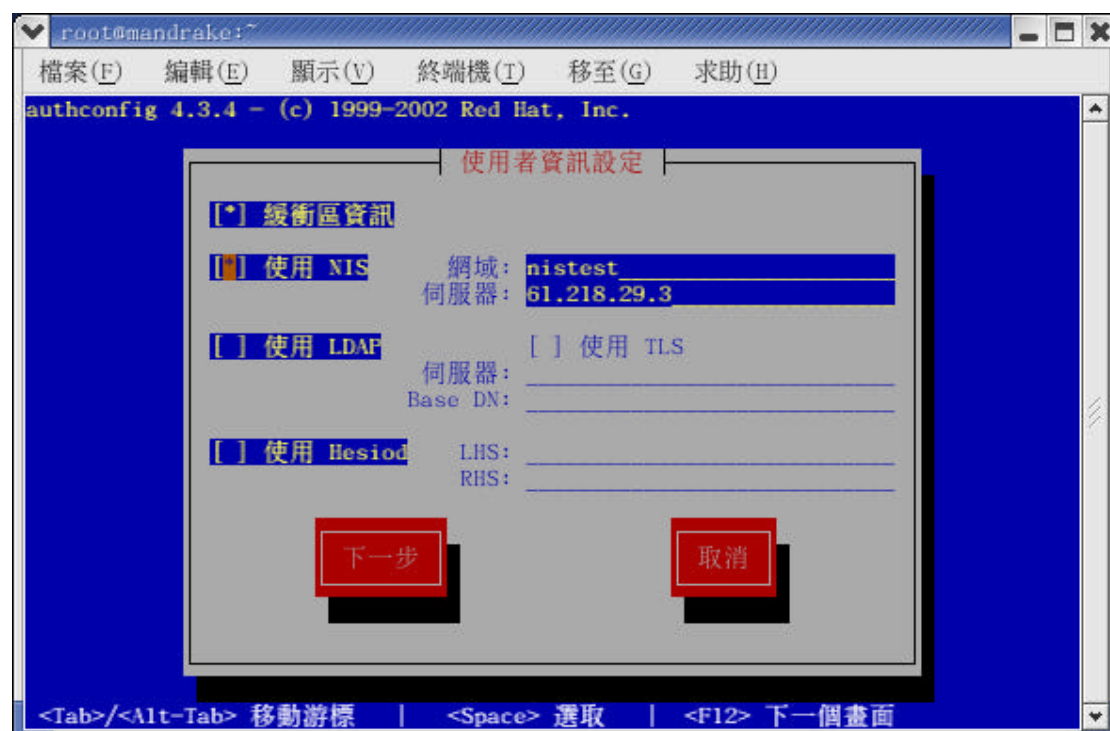 root@mandrake:~
檔案(F) 編輯(E) 顯示(V) 終端機(T) 移至(G) 求助(H)
authconfig 4.3.4 - (c) 1999-2002 Red Hat, Inc.
使用者資訊設定
[*] 緩衝區資訊
[*] 使用 NIS 網域: nistest
伺服器: 61.218.29.3
[ ] 使用 LDAP [ ] 使用 TLS
伺服器:
Base DN:
[ ] 使用 Hesiod LHS:
RHS:
下一步 取消
<Tab>/<Alt-Tab> 移動游標 | <Space> 選取 | <F12> 下一個畫面